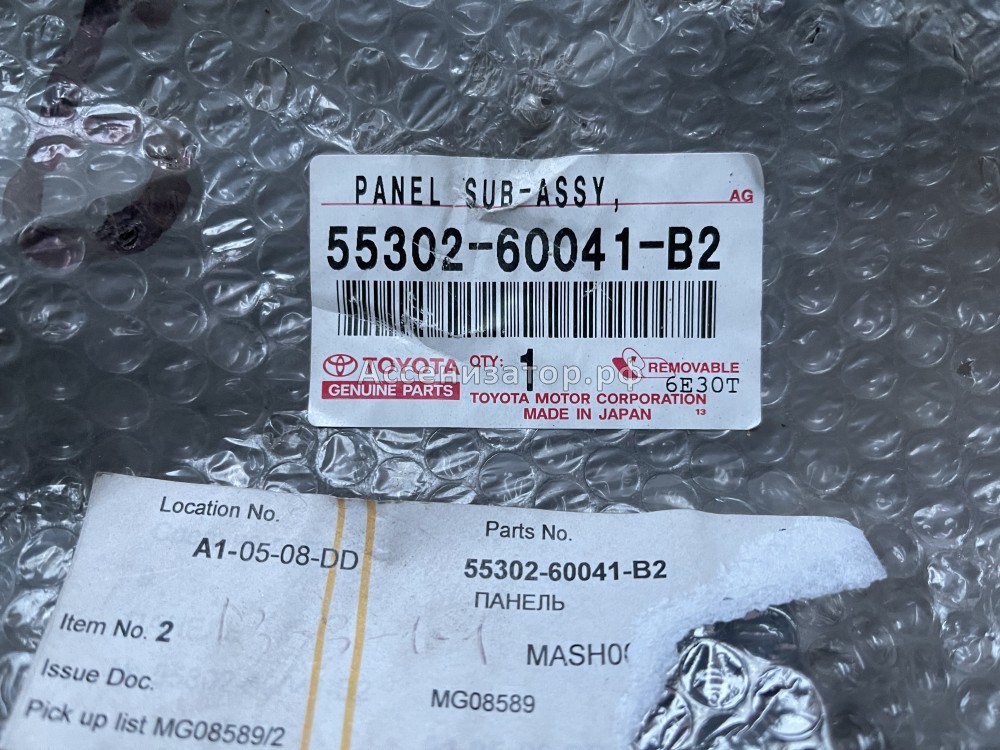 PANEL SUB-ASSY,
AG
55302-60041-B2
TOYOTA
GENUINE PARTS
QTY: 1
REMOVABLE
6E30T
TOYOTA MOTOR CORPORATION
MADE IN JAPAN
13
Ассенизатор.рф
Location No.
A1-05-08-DD
Parts No.
55302-60041-B2
ПАНЕЛЬ
Item No. 2
Issue Doc.
MG08589
Pick up list MG08589/2